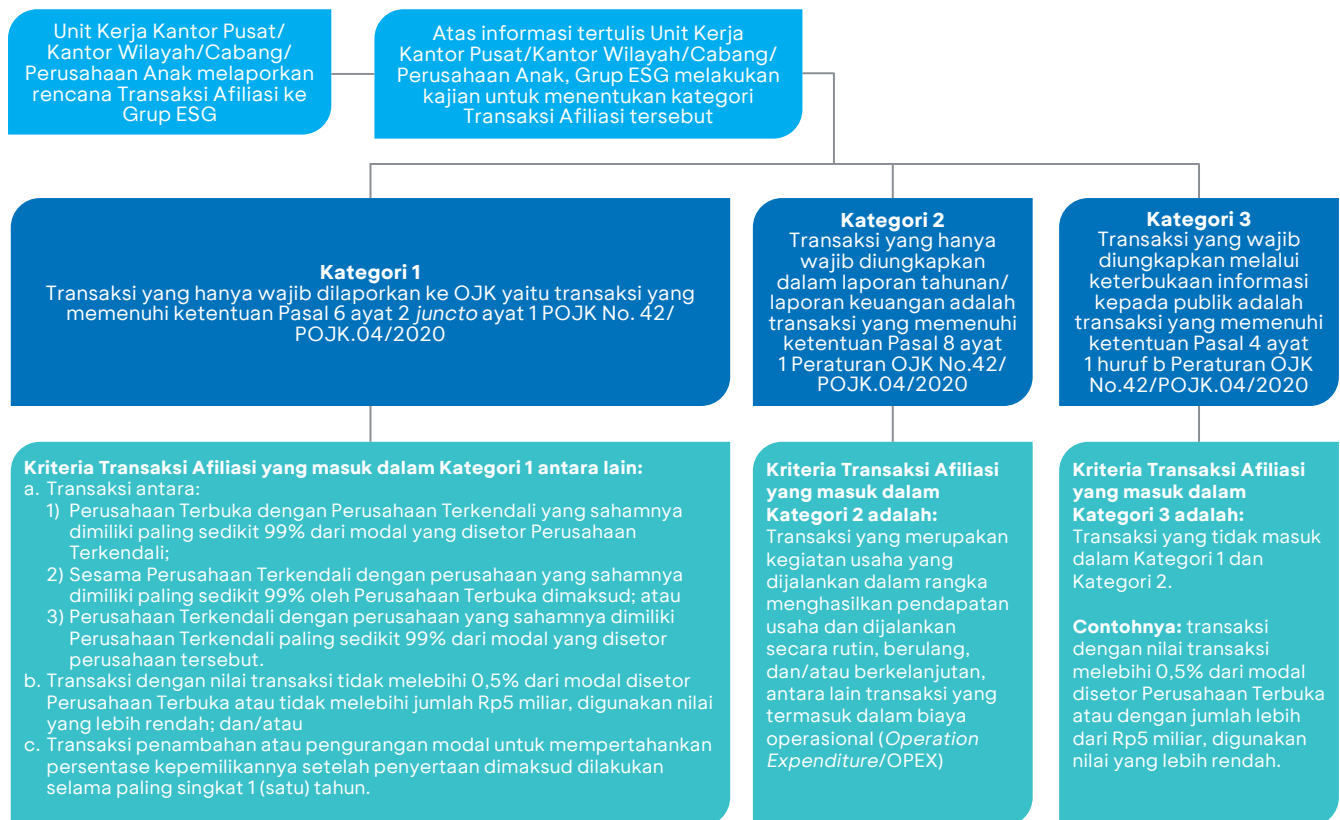 Unit Kerja Kantor Pusat/
Kantor Wilayah/Cabang/
Perusahaan Anak melaporkan
rencana Transaksi Afiliasi ke
Grup ESG
Atas informasi tertulis Unit Kerja
Kantor Pusat/Kantor Wilayah/Cabang/
Perusahaan Anak, Grup ESG melakukan
kajian untuk menentukan kategori
Transaksi Afiliasi tersebut
Kategori 1
Transaksi yang hanya wajib dilaporkan ke OJK yaitu transaksi yang
memenuhi ketentuan Pasal 6 ayat 2 juncto ayat 1 POJK No. 42/
POJK.04/2020
Kategori 2
Transaksi yang hanya
wajib diungkapkan
dalam laporan tahunan/
laporan keuangan adalah
transaksi yang memenuhi
ketentuan Pasal 8 ayat
1 Peraturan OJK No.42/
POJK.04/2020
Kategori 3
Transaksi yang wajib
diungkapkan melalui
keterbukaan informasi
kepada publik adalah
transaksi yang memenuhi
ketentuan Pasal 4 ayat
1 huruf b Peraturan OJK
No.42/POJK.04/2020
Kriteria Transaksi Afiliasi yang masuk dalam Kategori 1 antara lain:
a. Transaksi antara:
1) Perusahaan Terbuka dengan Perusahaan Terkendali yang sahamnya
dimiliki paling sedikit 99% dari modal yang disetor Perusahaan
Terkendali;
2) Sesama Perusahaan Terkendali dengan perusahaan yang sahamnya
dimiliki paling sedikit 99% oleh Perusahaan Terbuka dimaksud; atau
3) Perusahaan Terkendali dengan perusahaan yang sahamnya dimiliki
Perusahaan Terkendali paling sedikit 99% dari modal yang disetor
perusahaan tersebut.
b. Transaksi dengan nilai transaksi tidak melebihi 0,5% dari modal disetor
Perusahaan Terbuka atau tidak melebihi jumlah Rp5 miliar, digunakan nilai
yang lebih rendah; dan/atau
c. Transaksi penambahan atau pengurangan modal untuk mempertahankan
persentase kepemilikannya setelah penyertaan dimaksud dilakukan
selama paling singkat 1 (satu) tahun.
Kriteria Transaksi Afiliasi
yang masuk dalam
Kategori 2 adalah:
Transaksi yang merupakan
kegiatan usaha yang
dijalankan dalam rangka
menghasilkan pendapatan
usaha dan dijalankan
secara rutin, berulang,
dan/atau berkelanjutan,
antara lain transaksi yang
termasuk dalam biaya
operasional (Operation
Expenditure/OPEX)
Kriteria Transaksi Afiliasi
yang masuk dalam
Kategori 3 adalah:
Transaksi yang tidak masuk
dalam Kategori 1 dan
Kategori 2.
Contohnya: transaksi
dengan nilai transaksi
melebihi 0,5% dari modal
disetor Perusahaan Terbuka
atau dengan jumlah lebih
dari Rp5 miliar, digunakan
nilai yang lebih rendah.